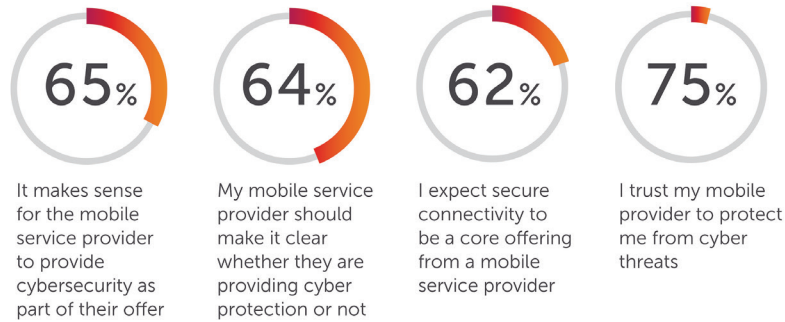 65%
64%
62%
75%
It makes sense
for the mobile
service provider
to provide
cybersecurity as
part of their offer
My mobile service
provider should
make it clear
whether they are
providing cyber
protection or not
I expect secure
connectivity to
be a core offering
from a mobile
service provider
I trust my mobile
provider to protect
me from cyber
threats